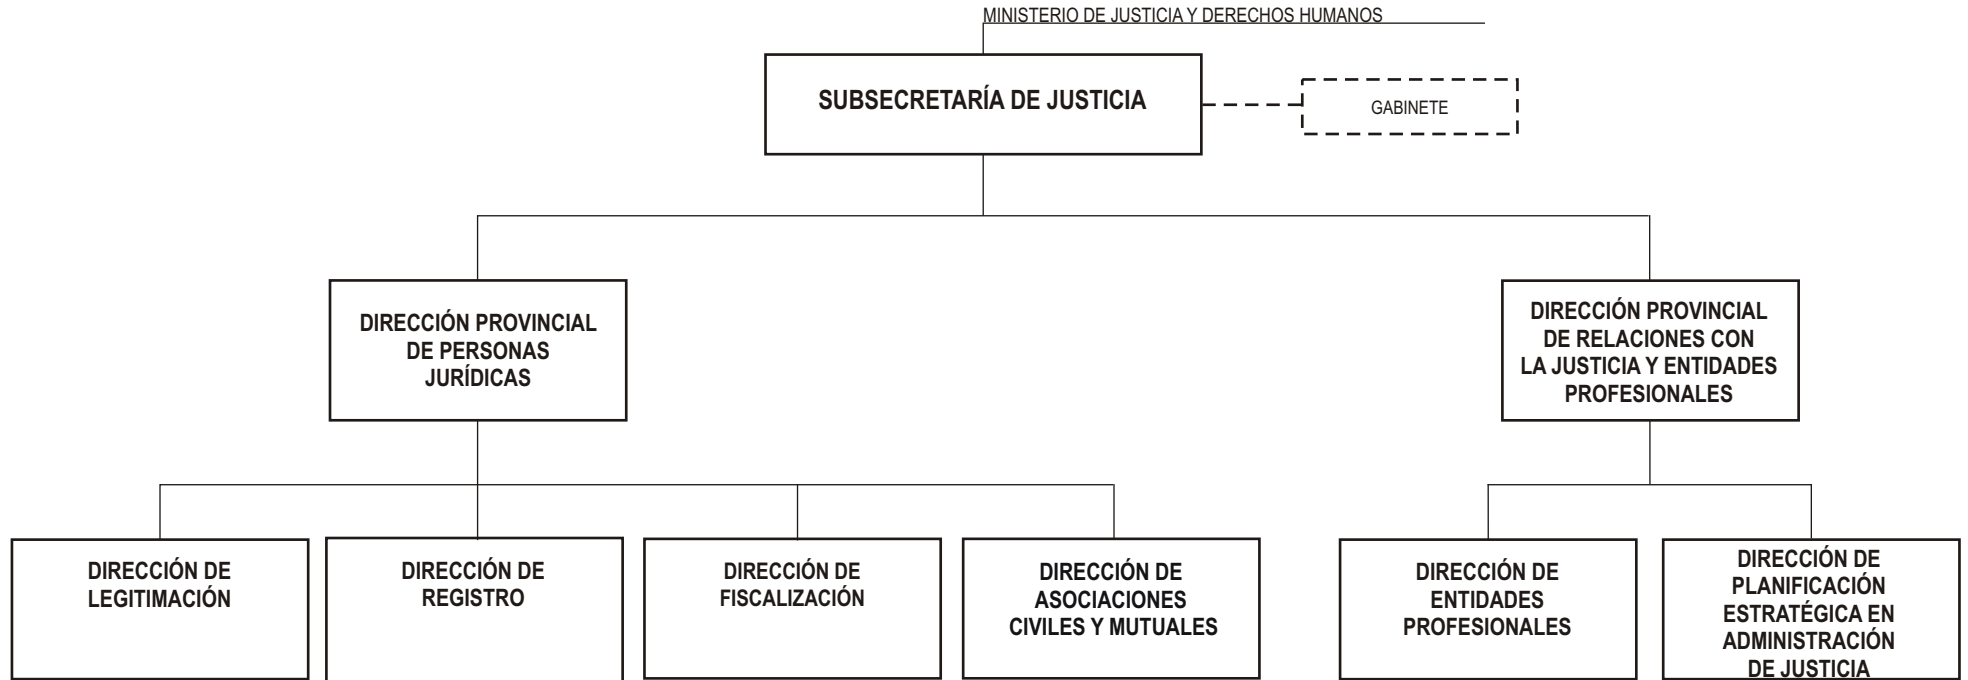 MINISTERIO DE JUSTICIA Y DERECHOS HUMANOS
SUBSECRETARÍA DE JUSTICIA
GABINETE
DIRECCIÓN PROVINCIAL
DE PERSONAS
JURÍDICAS
DIRECCIÓN PROVINCIAL
DE RELACIONES CON
LA JUSTICIA Y ENTIDADES
PROFESIONALES
DIRECCIÓN DE
LEGITIMACIÓN
DIRECCIÓN DE
REGISTRO
DIRECCIÓN DE
FISCALIZACIÓN
DIRECCIÓN DE
ASOCIACIONES
CIVILES Y MUTUALES
DIRECCIÓN DE
ENTIDADES
PROFESIONALES
DIRECCIÓN DE
PLANIFICACIÓN
ESTRATÉGICA EN
ADMINISTRACIÓN
DE JUSTICIA